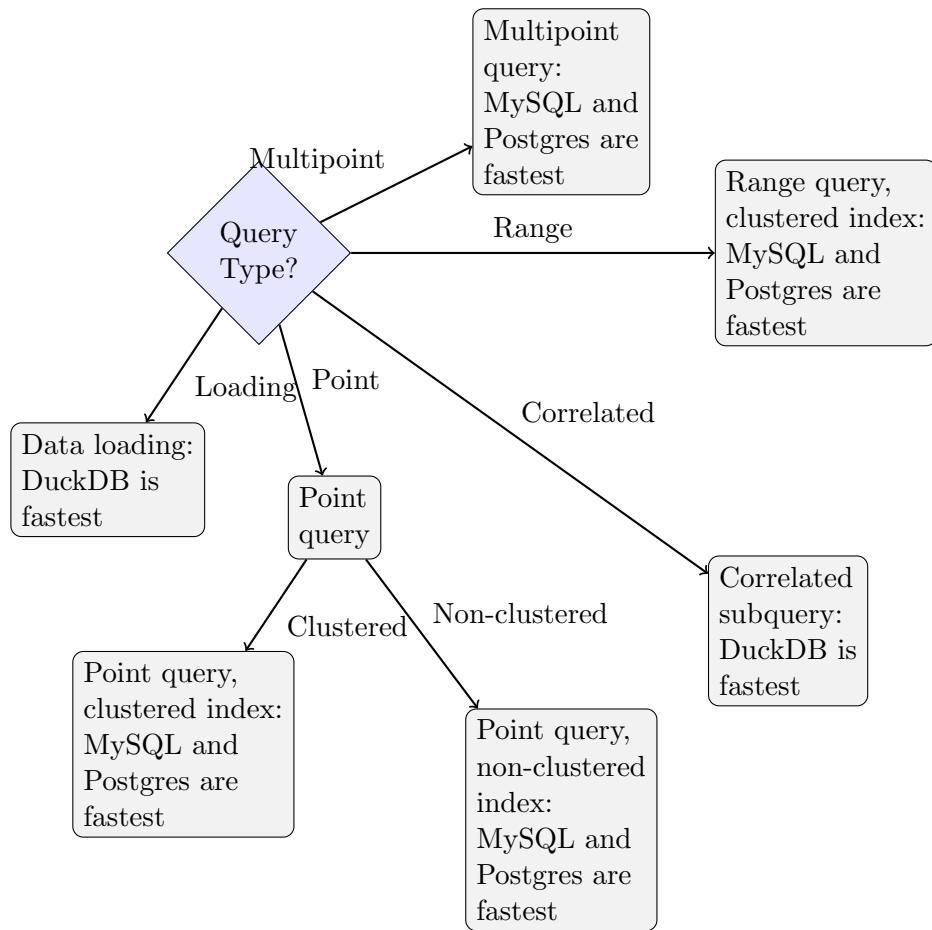 Multipoint
query:
MySQL and
Postgres are
fastest
Multipoint
Range query,
clustered index:
MySQL and
Postgres are
fastest
Range
Query
Type?
Loading
Point
Correlated
Data loading:
DuckDB is
fastest
Point
query
Clustered
Non-clustered
Correlated
subquery:
DuckDB is
fastest
Point query,
clustered index:
MySQL and
Postgres are
fastest
Point query,
non-clustered
index:
MySQL and
Postgres are
fastest